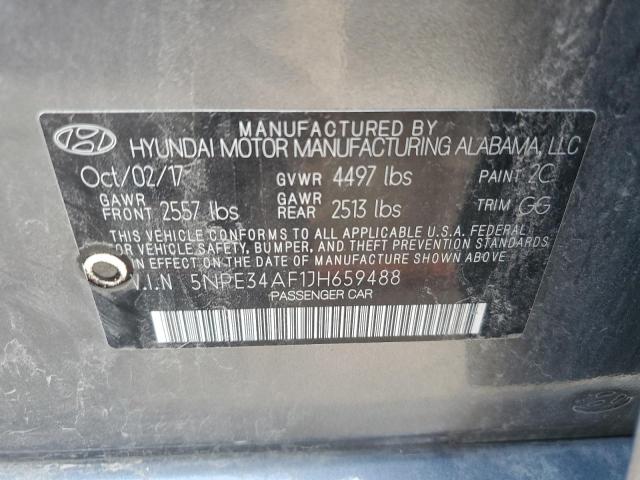 MANUFACTURED BY
HYUNDAI MOTOR MANUFACTURING ALABAMA, LLC
Oct/02/17 GVWR 4497 lbs PAINT 2C
GAWR FRONT 2557 lbs GAWR REAR 2513 lbs TRIM GG
THIS VEHICLE CONFORMS TO ALL APPLICABLE U.S.A. FEDERAL
MOTOR VEHICLE SAFETY, BUMPER, AND THEFT PREVENTION STANDARDS
IN EFFECT ON THE DATE OF MANUFACTURE SHOWN ABOVE.
V.I.N 5NPE34AF1JH659488
PASSENGER CAR